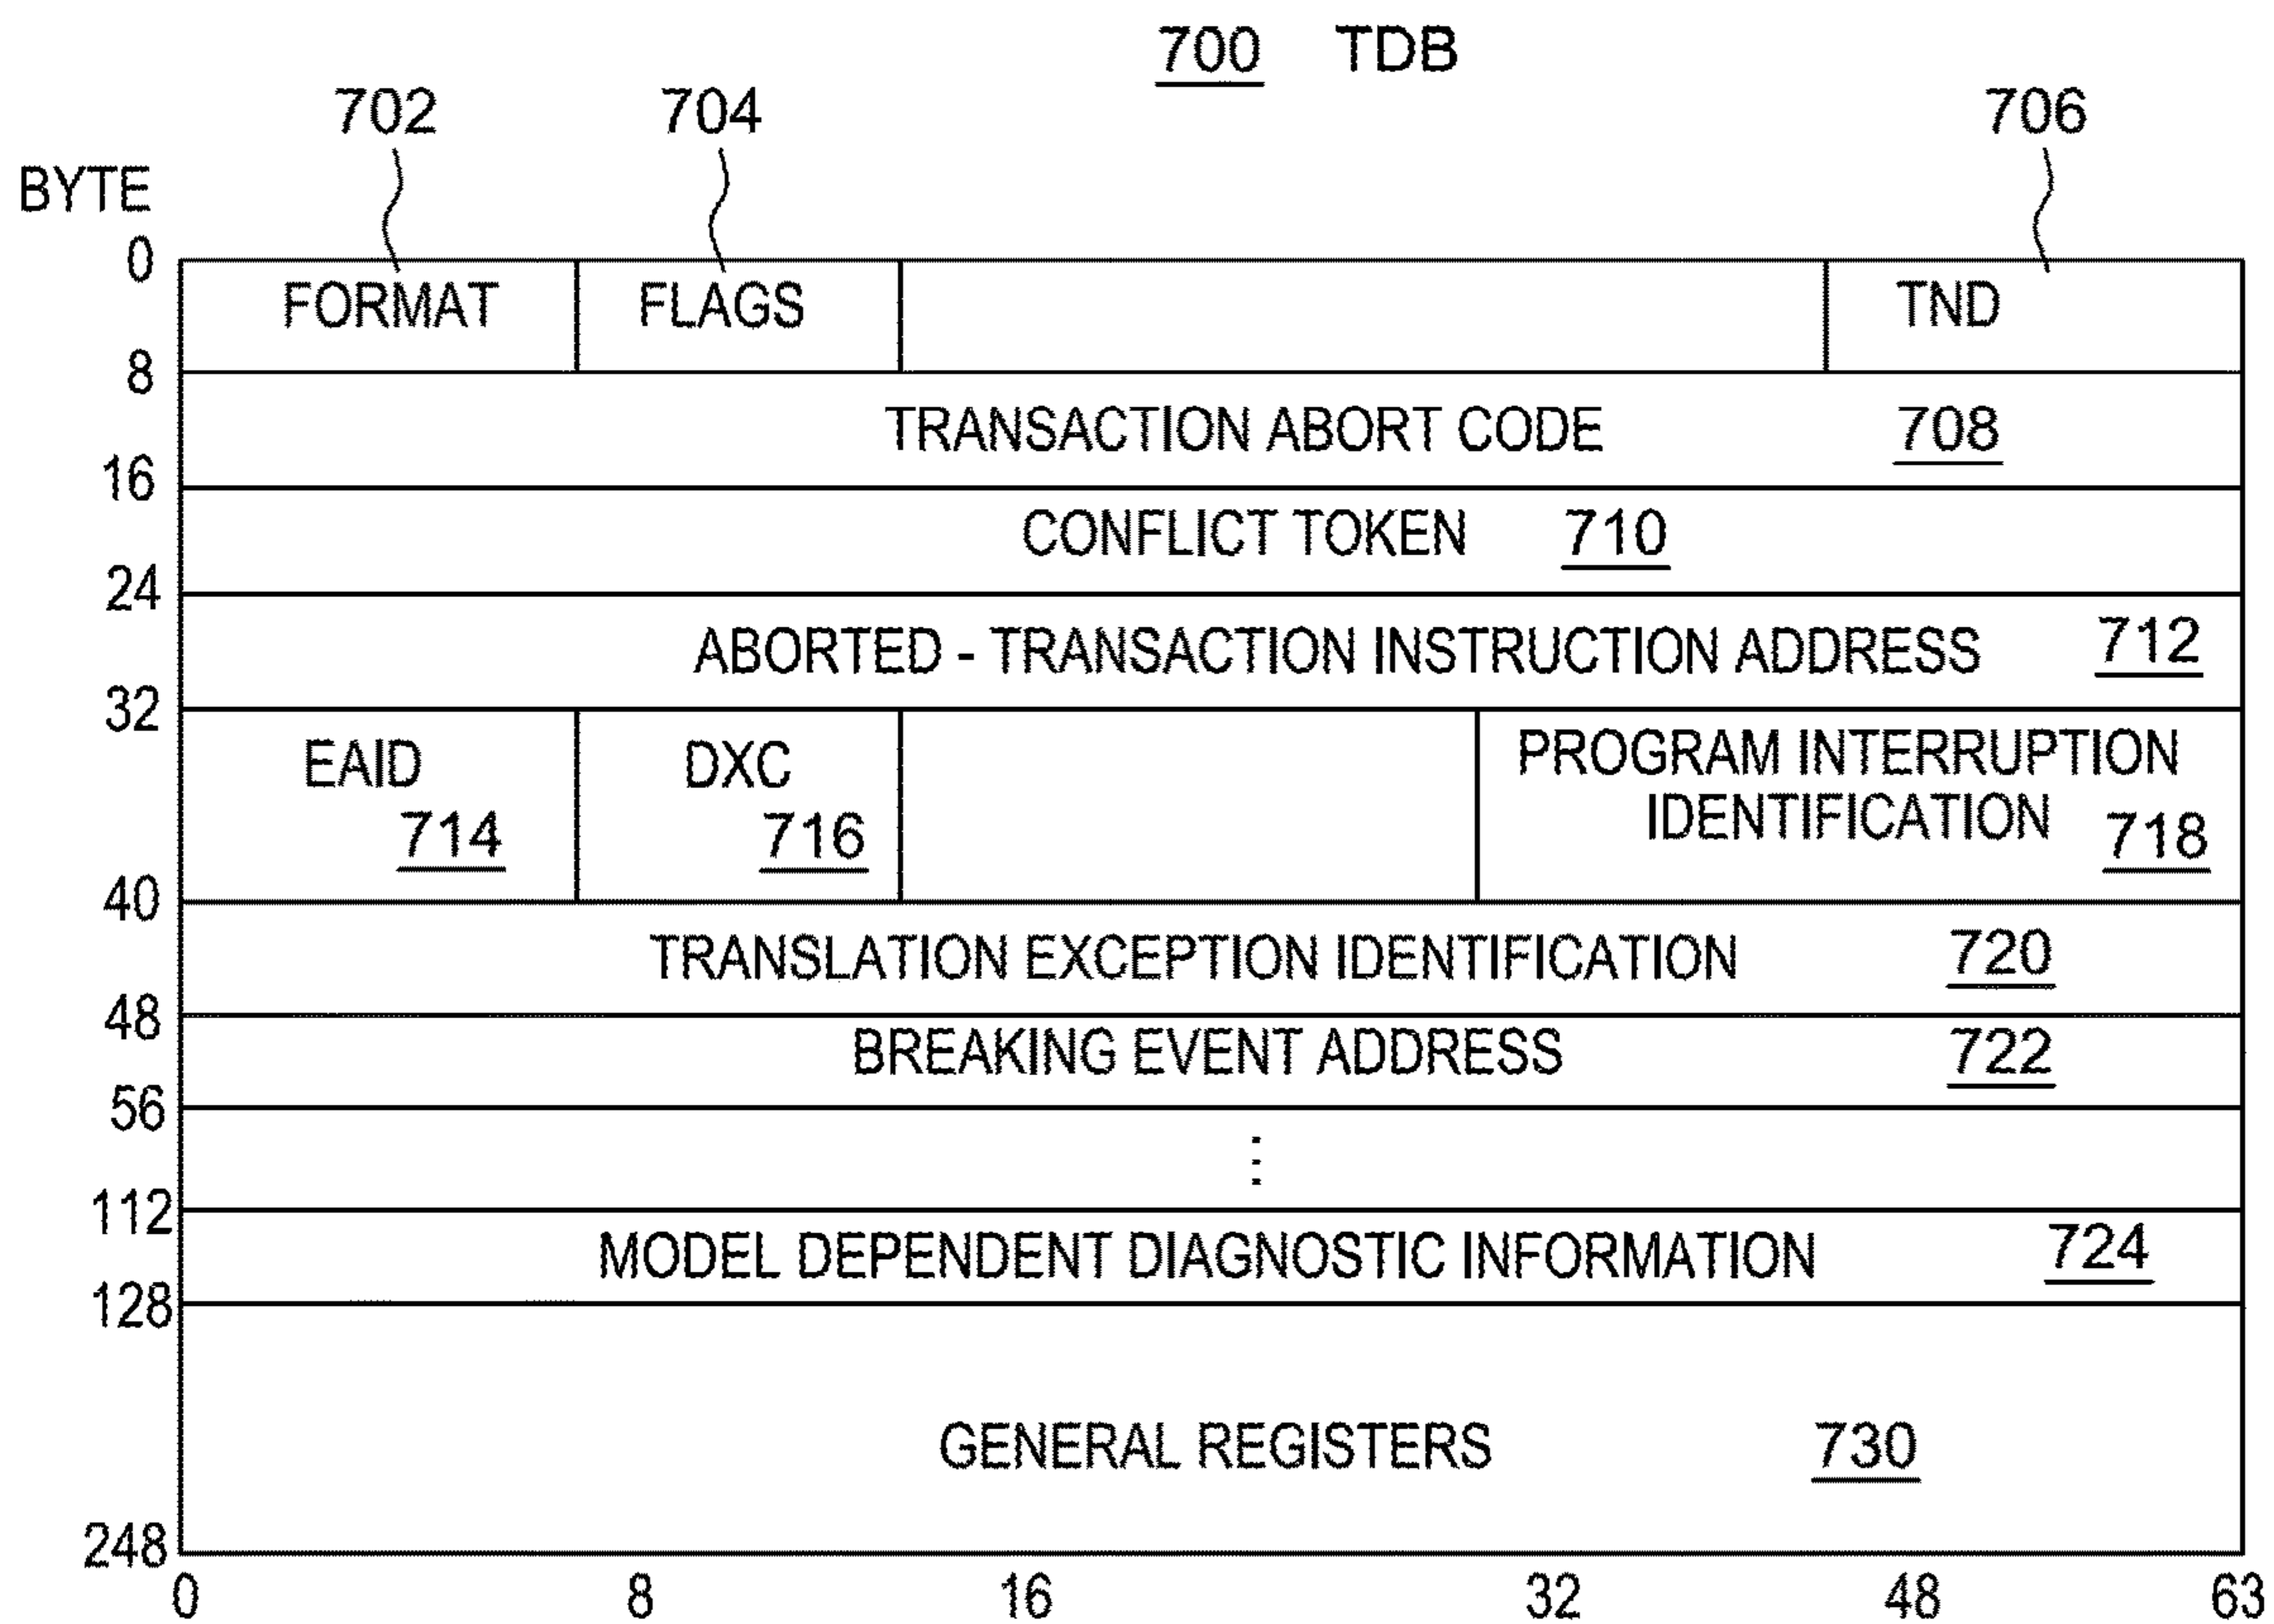 700 TDB
702 704 706
BYTE
0
FORMAT FLAGS TND
8
TRANSACTION ABORT CODE 708
16
CONFLICT TOKEN 710
24
ABORTED - TRANSACTION INSTRUCTION ADDRESS 712
32
EAID 714
DXC 716
PROGRAM INTERRUPTION
IDENTIFICATION 718
40
TRANSLATION EXCEPTION IDENTIFICATION 720
48
BREAKING EVENT ADDRESS 722
56
⋮
112
MODEL DEPENDENT DIAGNOSTIC INFORMATION 724
128
GENERAL REGISTERS 730
248
0 8 16 32 48 63